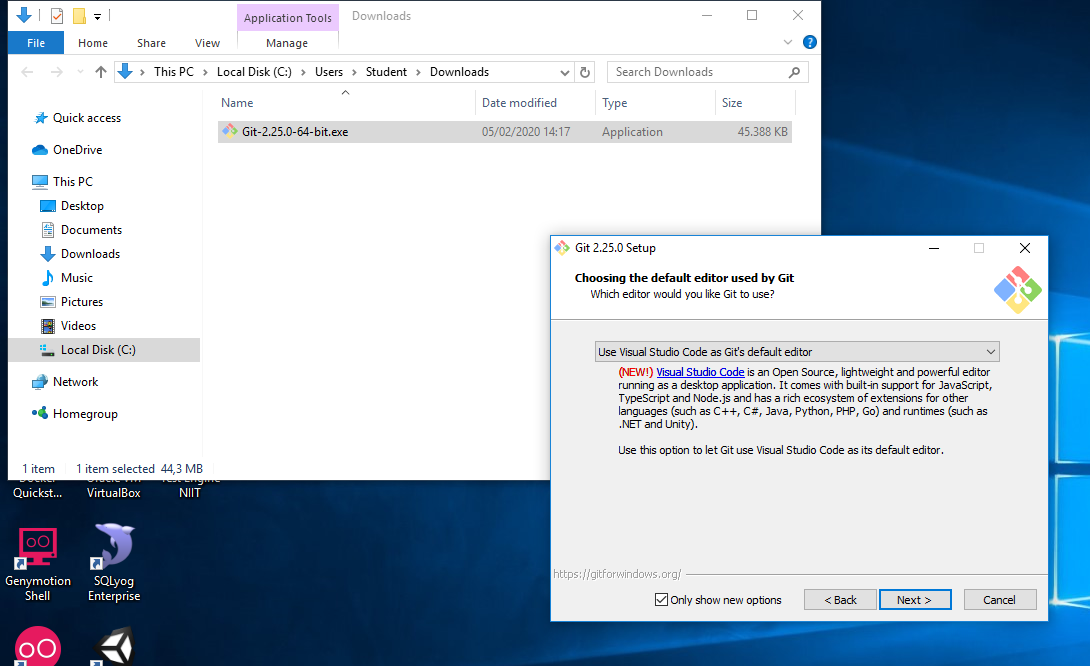 Application Tools
Downloads
File
Home
Share
View
Manage
This PC
Local Disk (C:)
Users
Student
Downloads
Search Downloads
Name
Date modified
Type
Size
Git-2.25.0-64-bit.exe
05/02/2020 14:17
Application
45.388 KB
Quick access
OneDrive
This PC
Desktop
Documents
Downloads
Music
Pictures
Videos
Local Disk (C:)
Network
Homegroup
1 item
1 item selected
44,3 MB
Git 2.25.0 Setup
Choosing the default editor used by Git
Which editor would you like Git to use?
Use Visual Studio Code as Git's default editor
(NEW!) Visual Studio Code is an Open Source, lightweight and powerful editor
running as a desktop application. It comes with built-in support for JavaScript,
TypeScript and Node.js and has a rich ecosystem of extensions for other
languages (such as C++, C#, Java, Python, PHP, Go) and runtimes (such as
.NET and Unity).
Use this option to let Git use Visual Studio Code as its default editor.
https://gitforwindows.org/
Only show new options
< Back
Next >
Cancel
Quickst...
VirtualBox
NIIT
Genymotion
Shell
SQLyog
Enterprise